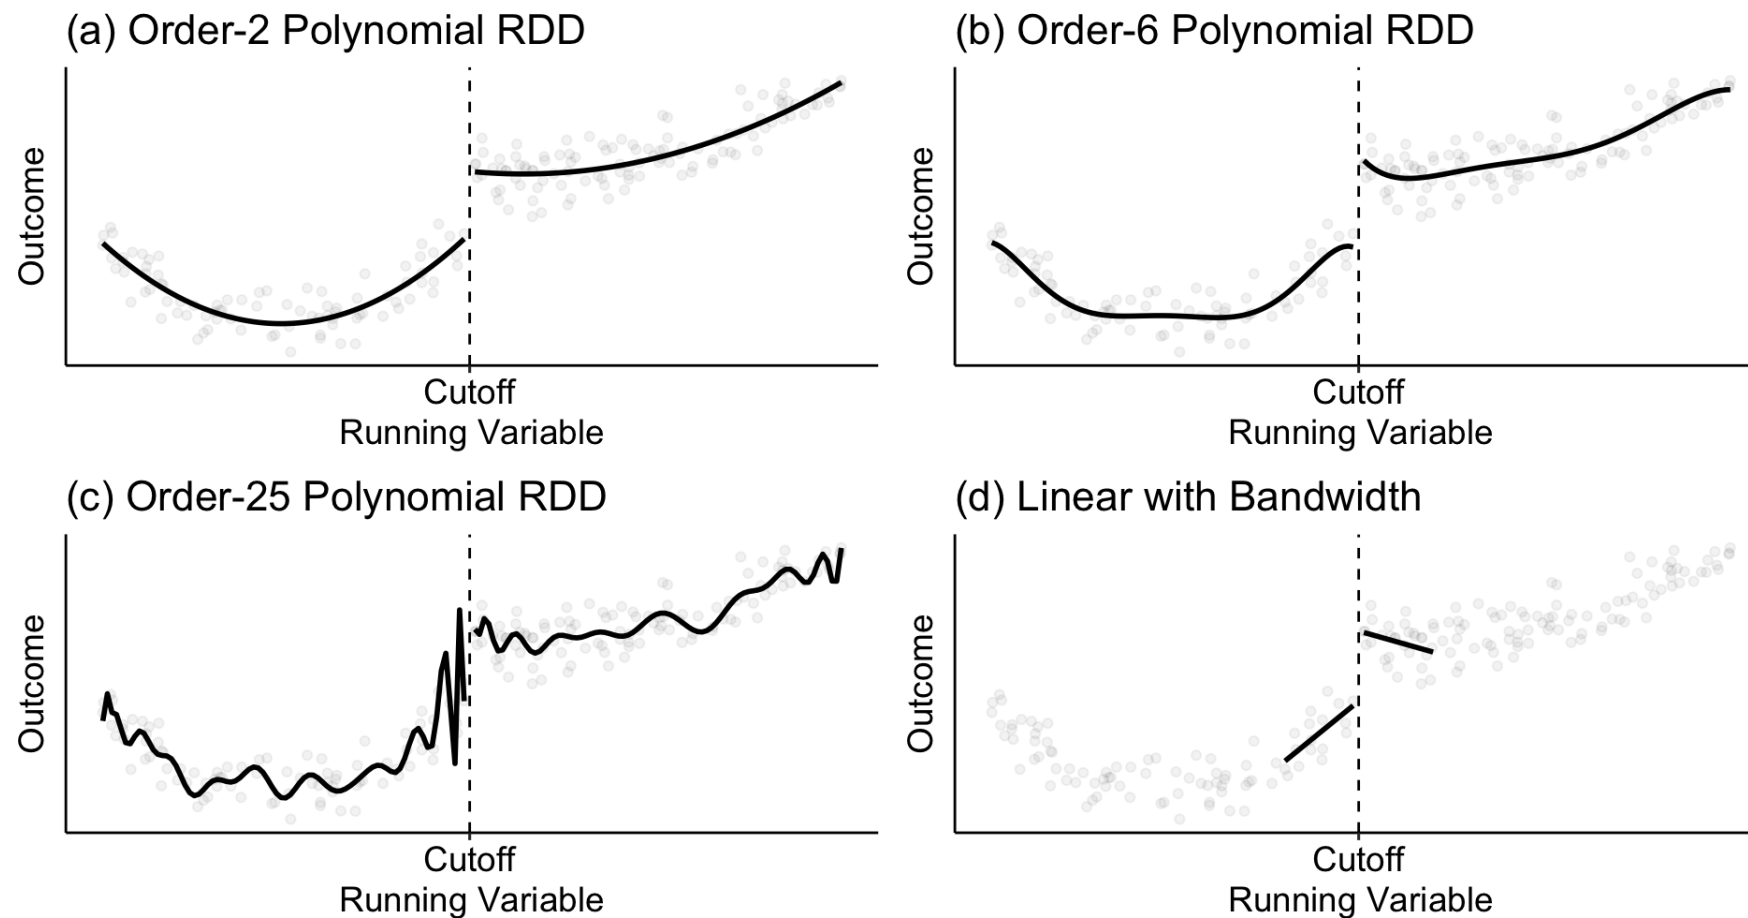 (a) Order-2 Polynomial RDD
Outcome
Cutoff
Running Variable
(b) Order-6 Polynomial RDD
Outcome
Cutoff
Running Variable
(c) Order-25 Polynomial RDD
Outcome
Cutoff
Running Variable
(d) Linear with Bandwidth
Outcome
Cutoff
Running Variable